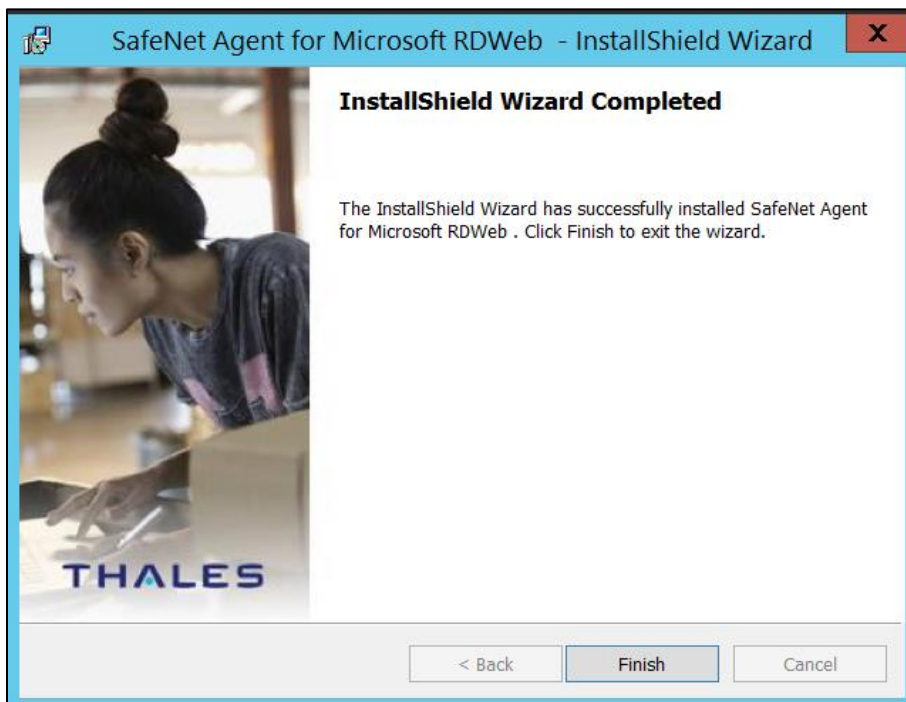 SafeNet Agent for Microsoft RDWeb - InstallShield Wizard
X
InstallShield Wizard Completed
The InstallShield Wizard has successfully installed SafeNet Agent
for Microsoft RDWeb . Click Finish to exit the wizard.
THALES
< Back
Finish
Cancel